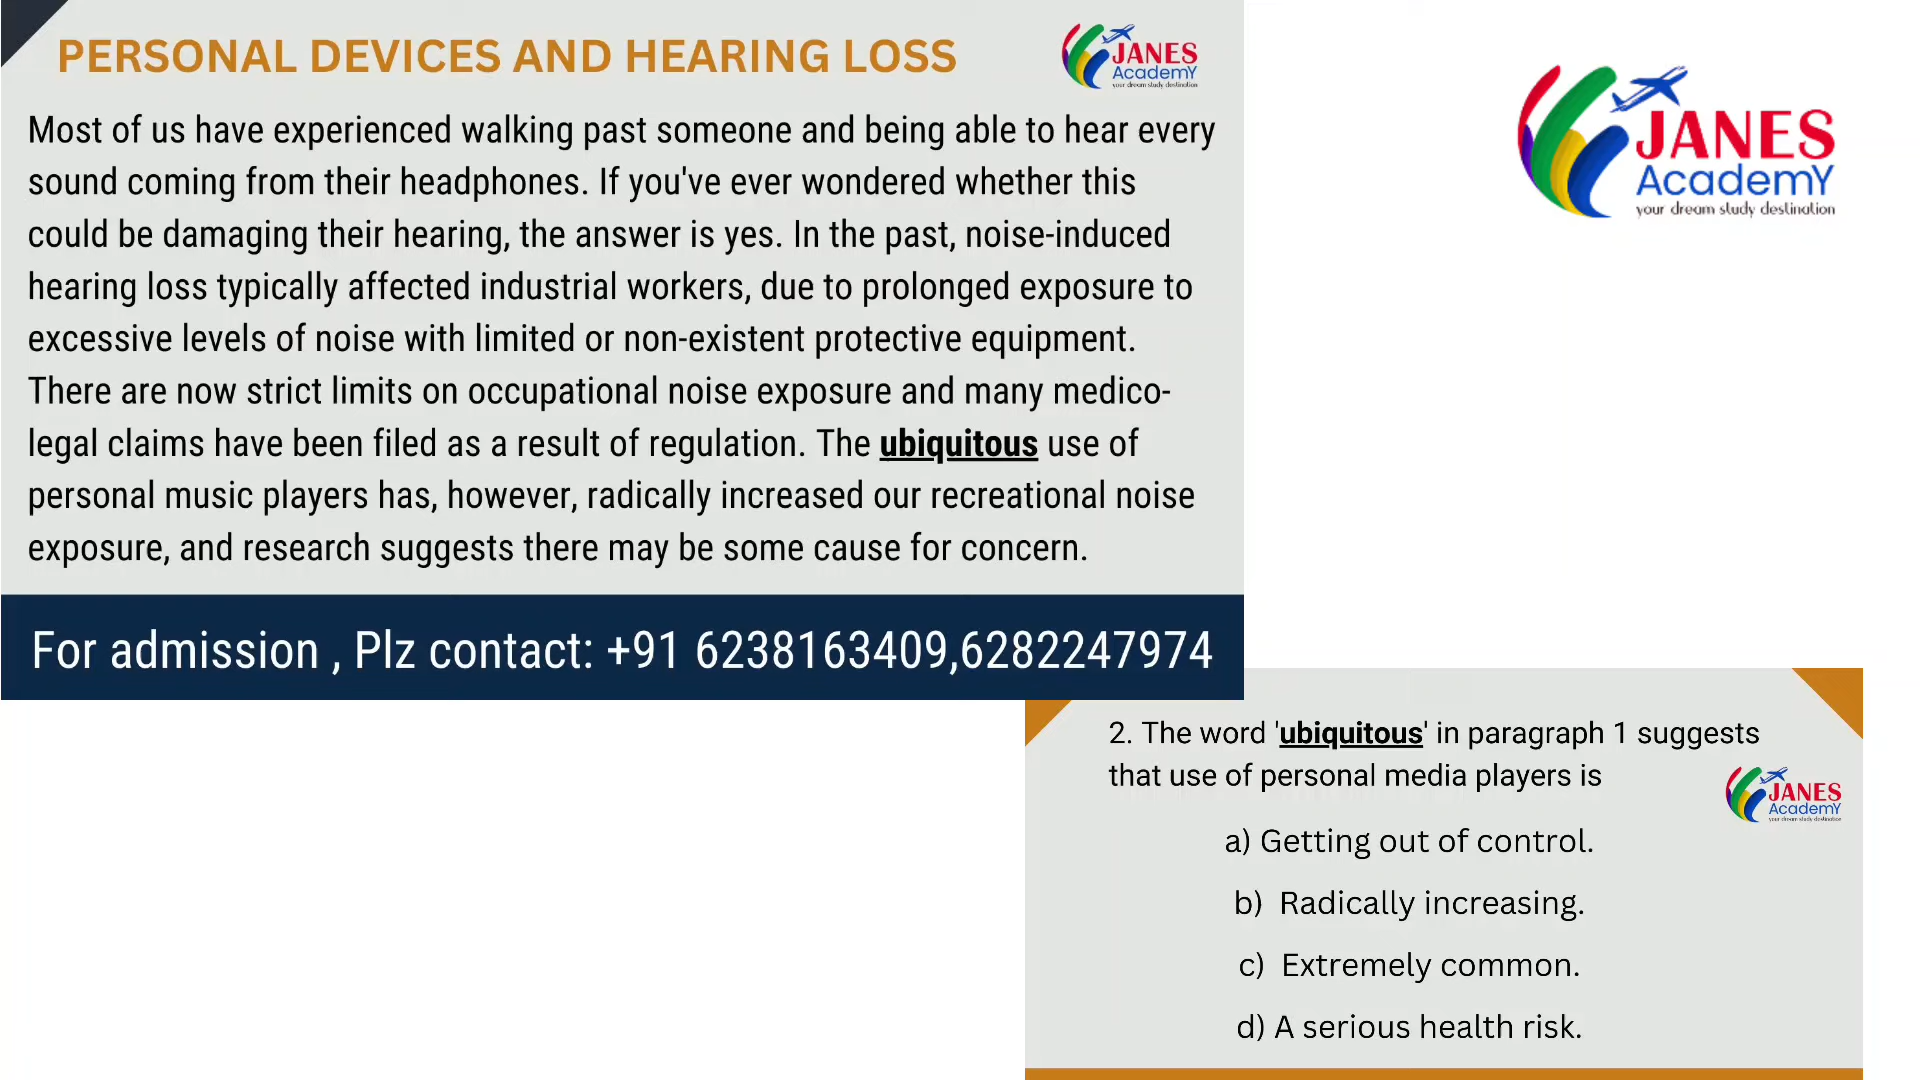 PERSONAL DEVICES AND HEARING LOSS
JANES
AcademY
your dream study destination
Most of us have experienced walking past someone and being able to hear every
sound coming from their headphones. If you've ever wondered whether this
could be damaging their hearing, the answer is yes. In the past, noise-induced
hearing loss typically affected industrial workers, due to prolonged exposure to
excessive levels of noise with limited or non-existent protective equipment.
There are now strict limits on occupational noise exposure and many medico-
legal claims have been filed as a result of regulation. The ubiquitous use of
personal music players has, however, radically increased our recreational noise
exposure, and research suggests there may be some cause for concern.
For admission , Plz contact: +91 6238163409,6282247974
JANES
AcademY
your dream study destination
2. The word 'ubiquitous' in paragraph 1 suggests
that use of personal media players is
JANES
AcademY
your dream study destination
a) Getting out of control.
b) Radically increasing.
c) Extremely common.
d) A serious health risk.